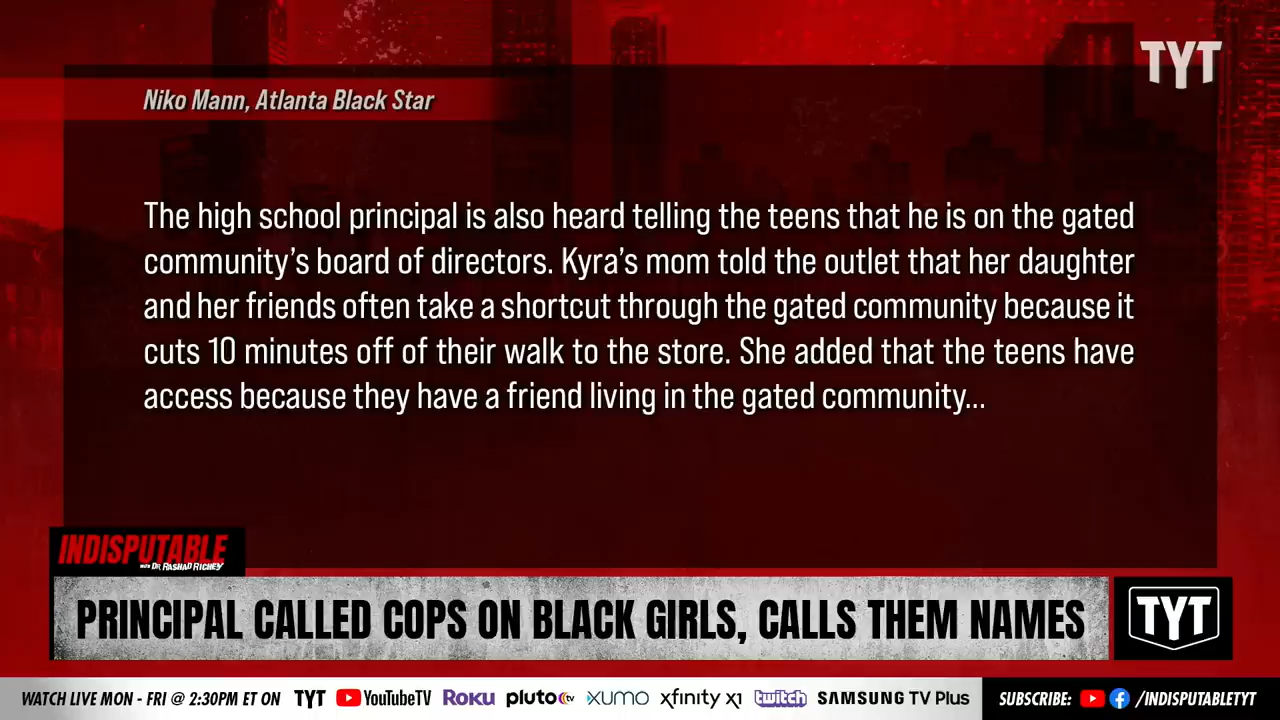 TYT
Niko Mann, Atlanta Black Star
The high school principal is also heard telling the teens that he is on the gated
community’s board of directors. Kyra’s mom told the outlet that her daughter
and her friends often take a shortcut through the gated community because it
cuts 10 minutes off of their walk to the store. She added that the teens have
access because they have a friend living in the gated community...
INDISPUTABLE
WITH DR. RASHAD RICHEY
PRINCIPAL CALLED COPS ON BLACK GIRLS, CALLS THEM NAMES
TYT
WATCH LIVE MON - FRI @ 2:30PM ET ON TYT YouTubeTV ROKU pluto tv XUMO xfinity x1 twitch SAMSUNG TV Plus SUBSCRIBE: /INDISPUTABLETYT